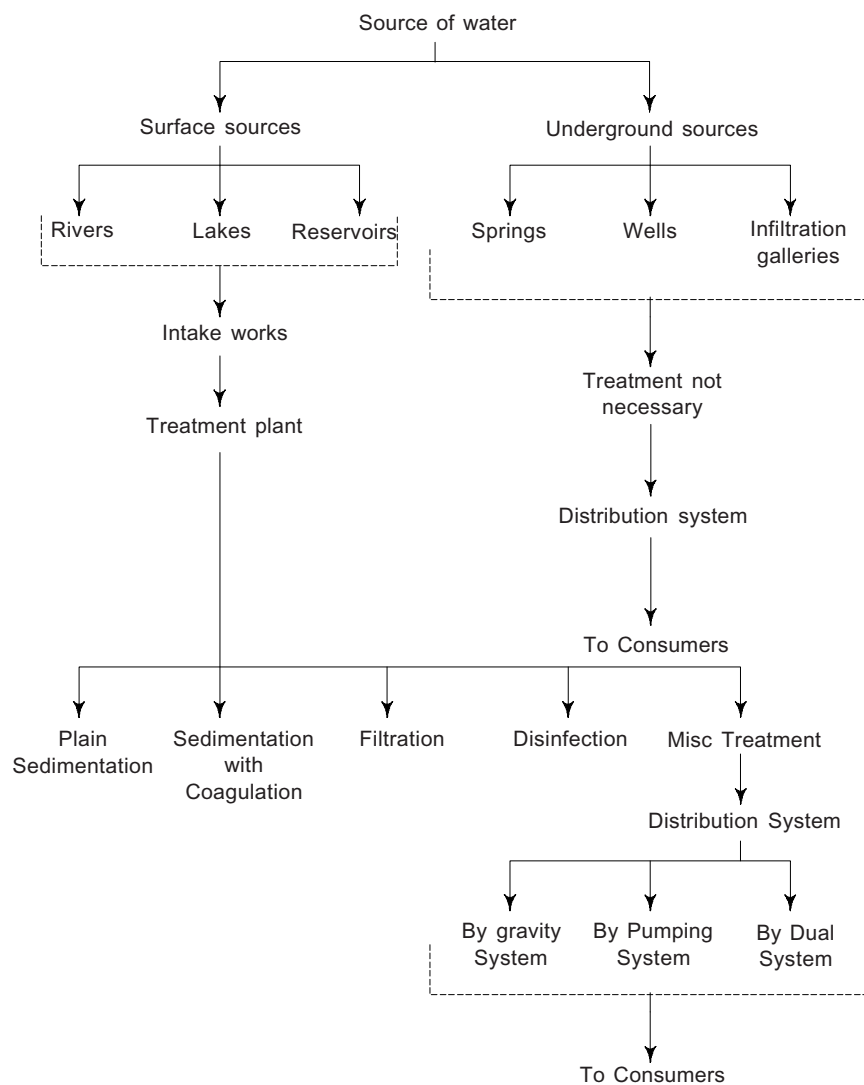 Source of water
Surface sources
Underground sources
Rivers
Lakes
Reservoirs
Springs
Wells
Infiltration
galleries
Intake works
Treatment not
necessary
Treatment plant
Distribution system
To Consumers
Plain
Sedimentation
Sedimentation
with
Coagulation
Filtration
Disinfection
Misc Treatment
Distribution System
By gravity
System
By Pumping
System
By Dual
System
To Consumers